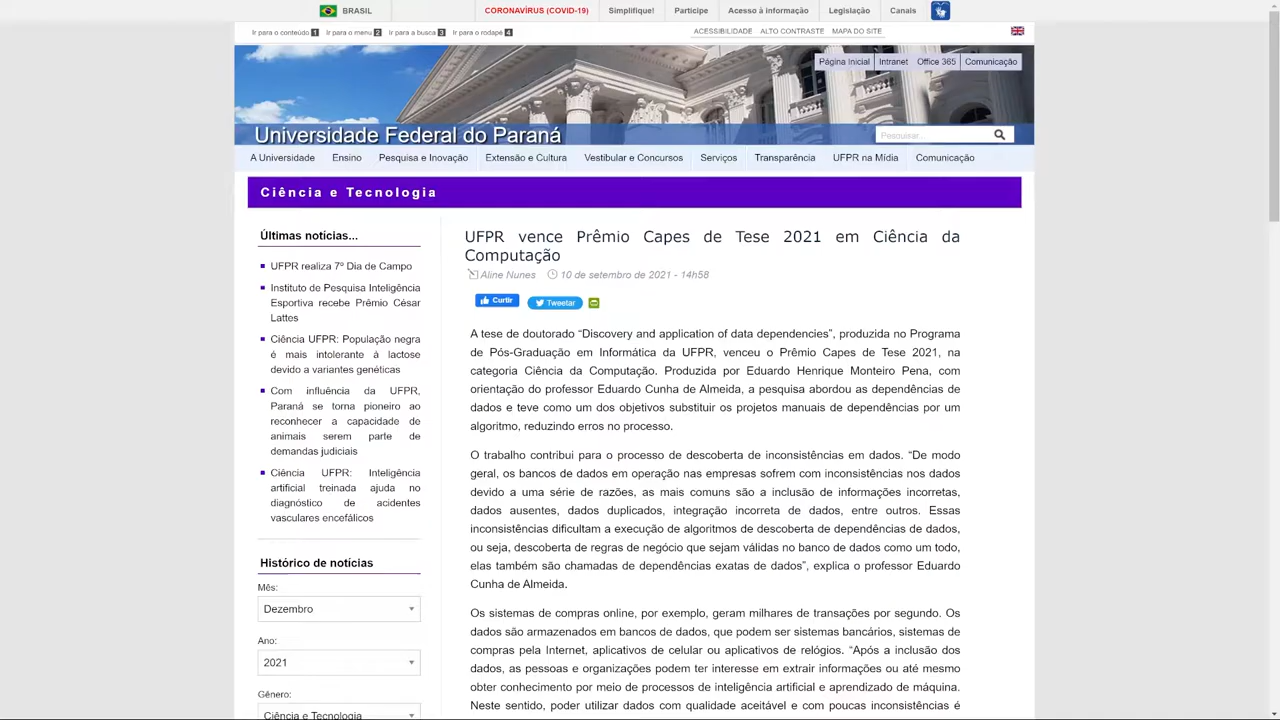 BRASIL
CORONAVÍRUS (COVID-19)
Simplifique!
Participe
Acesso à informação
Legislação
Canais
Ir para o conteúdo 1 Ir para o menu 2 Ir para a busca 3 Ir para o rodapé 4
ACESSIBILIDADE ALTO CONTRASTE MAPA DO SITE
Página Inicial Intranet Office 365 Comunicação
Universidade Federal do Paraná
Pesquisar...
A Universidade Ensino Pesquisa e Inovação Extensão e Cultura Vestibular e Concursos Serviços Transparência UFPR na Mídia Comunicação
Ciência e Tecnologia
Últimas notícias...
UFPR realiza 7º Dia de Campo
Instituto de Pesquisa Inteligência
Esportiva recebe Prêmio César
Lattes
Ciência UFPR: População negra
é mais intolerante à lactose
devido a variantes genéticas
Com influência da UFPR,
Paraná se torna pioneiro ao
reconhecer a capacidade de
animais serem parte de
demandas judiciais
Ciência UFPR: Inteligência
artificial treinada ajuda no
diagnóstico de acidentes
vasculares encefálicos
Histórico de notícias
Mês:
Dezembro
Ano:
2021
Gênero:
Ciência e Tecnologia
UFPR vence Prêmio Capes de Tese 2021 em Ciência da
Computação
Aline Nunes 10 de setembro de 2021 - 14h58
Curtir Tweetar
A tese de doutorado “Discovery and application of data dependencies”, produzida no Programa
de Pós-Graduação em Informática da UFPR, venceu o Prêmio Capes de Tese 2021, na
categoria Ciência da Computação. Produzida por Eduardo Henrique Monteiro Pena, com
orientação do professor Eduardo Cunha de Almeida, a pesquisa abordou as dependências de
dados e teve como um dos objetivos substituir os projetos manuais de dependências por um
algoritmo, reduzindo erros no processo.
O trabalho contribui para o processo de descoberta de inconsistências em dados. “De modo
geral, os bancos de dados em operação nas empresas sofrem com inconsistências nos dados
devido a uma série de razões, as mais comuns são a inclusão de informações incorretas,
dados ausentes, dados duplicados, integração incorreta de dados, entre outros. Essas
inconsistências dificultam a execução de algoritmos de descoberta de dependências de dados,
ou seja, descoberta de regras de negócio que sejam válidas no banco de dados como um todo,
elas também são chamadas de dependências exatas de dados”, explica o professor Eduardo
Cunha de Almeida.
Os sistemas de compras online, por exemplo, geram milhares de transações por segundo. Os
dados são armazenados em bancos de dados, que podem ser sistemas bancários, sistemas de
compras pela Internet, aplicativos de celular ou aplicativos de relógios. “Após a inclusão dos
dados, as pessoas e organizações podem ter interesse em extrair informações ou até mesmo
obter conhecimento por meio de processos de inteligência artificial e aprendizado de máquina.
Neste sentido, poder utilizar dados com qualidade aceitável e com poucas inconsistências é